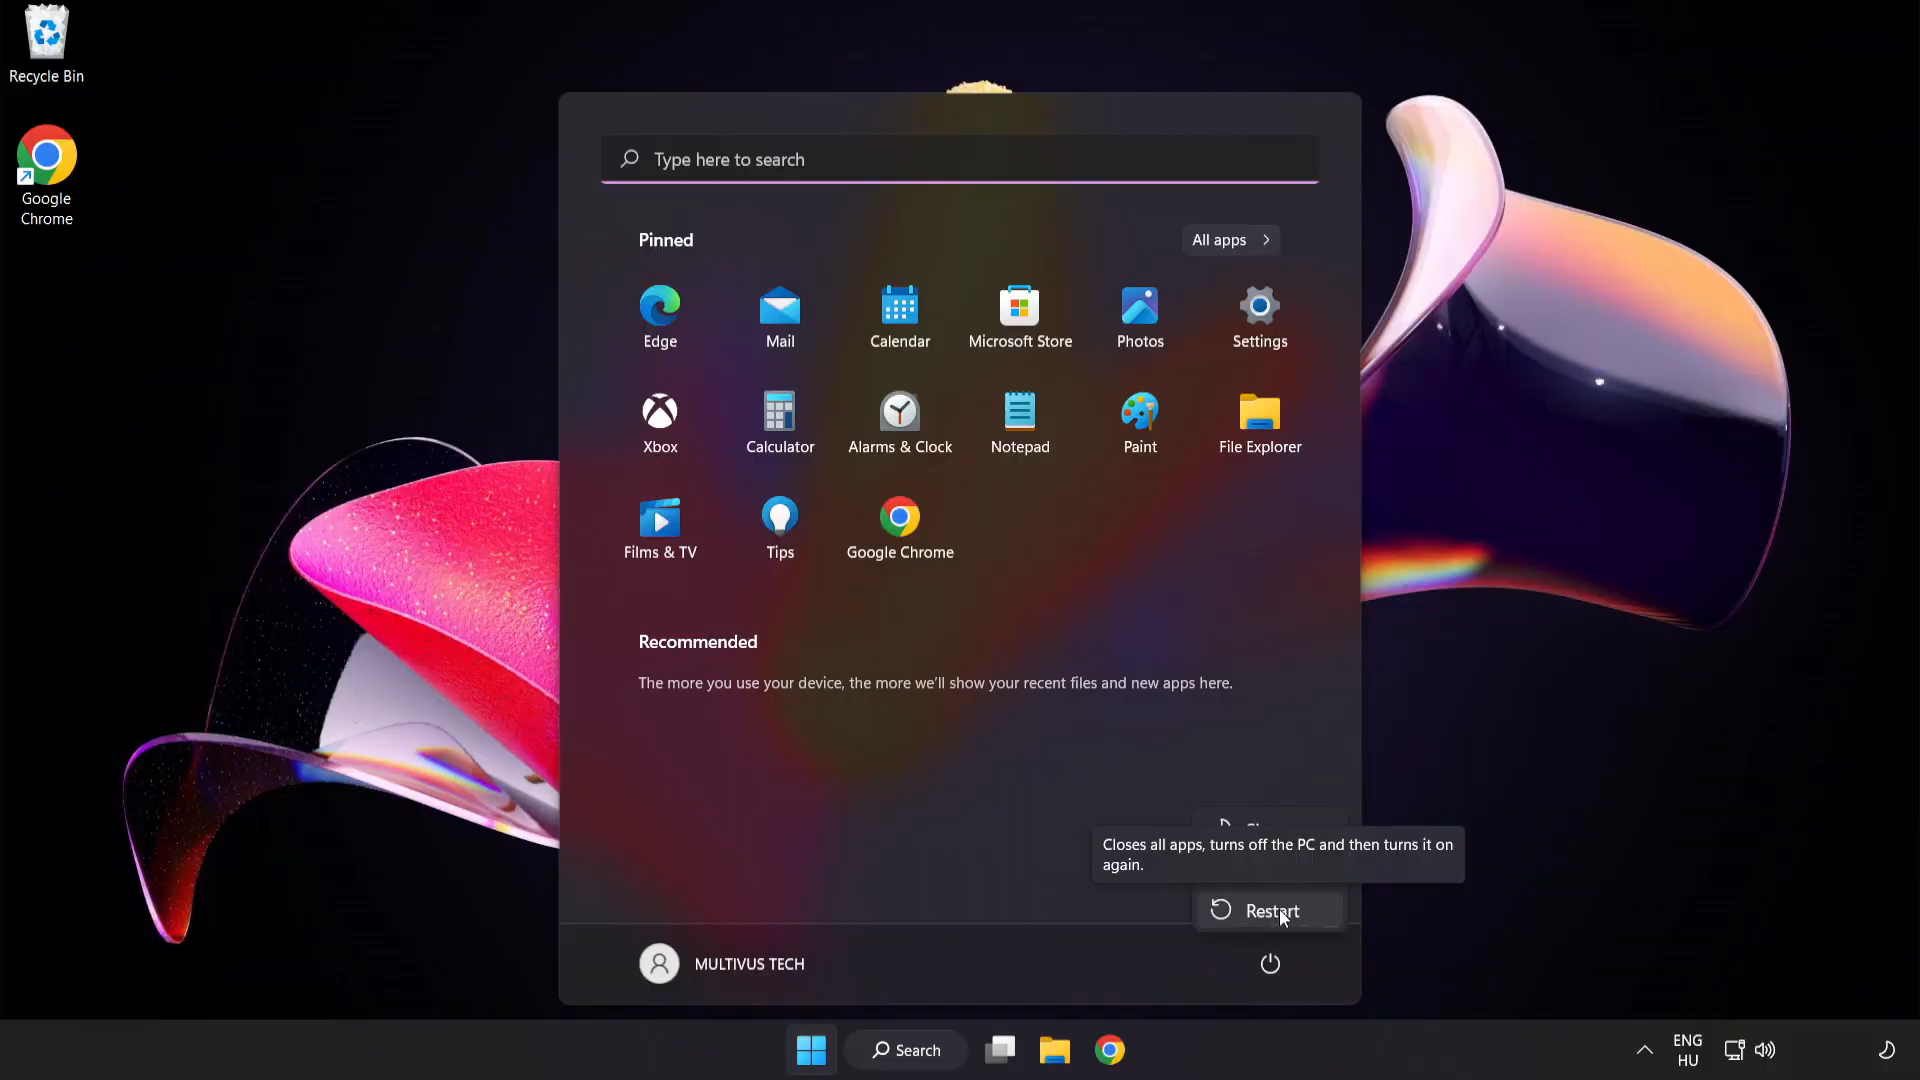 Recycle Bin
Google
Chrome
Type here to search
Pinned
All apps
Edge
Mail
Calendar
Microsoft Store
Photos
Settings
Xbox
Calculator
Alarms & Clock
Notepad
Paint
File Explorer
Films & TV
Tips
Google Chrome
Recommended
The more you use your device, the more we'll show your recent files and new apps here.
Closes all apps, turns off the PC and then turns it on
again.
Restart
MULTIVUS TECH
Search
ENG
HU